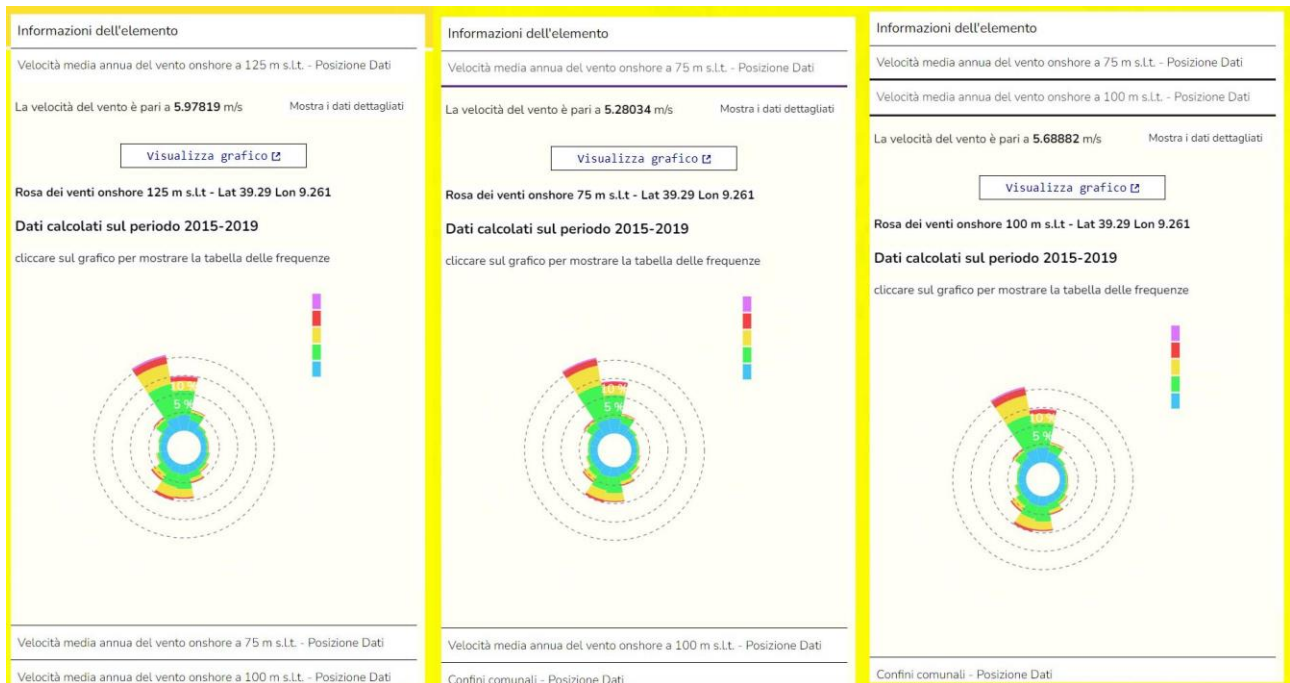 Informazioni dell'elemento
Velocità media annua del vento onshore a 125 m s.l.t. - Posizione Dati
La velocità del vento è pari a 5.97819 m/s Mostra i dati dettagliati
Visualizza grafico
Rosa dei venti onshore 125 m s.l.t - Lat 39.29 Lon 9.261
Dati calcolati sul periodo 2015-2019
cliccare sul grafico per mostrare la tabella delle frequenze
10 %
5 %
Velocità media annua del vento onshore a 75 m s.l.t. - Posizione Dati
Velocità media annua del vento onshore a 100 m s.l.t. - Posizione Dati
Informazioni dell'elemento
Velocità media annua del vento onshore a 75 m s.l.t. - Posizione Dati
La velocità del vento è pari a 5.28034 m/s Mostra i dati dettagliati
Visualizza grafico
Rosa dei venti onshore 75 m s.l.t - Lat 39.29 Lon 9.261
Dati calcolati sul periodo 2015-2019
cliccare sul grafico per mostrare la tabella delle frequenze
10 %
5 %
Velocità media annua del vento onshore a 100 m s.l.t. - Posizione Dati
Confini comunali - Posizione Dati
Informazioni dell'elemento
Velocità media annua del vento onshore a 75 m s.l.t. - Posizione Dati
Velocità media annua del vento onshore a 100 m s.l.t. - Posizione Dati
La velocità del vento è pari a 5.68882 m/s Mostra i dati dettagliati
Visualizza grafico
Rosa dei venti onshore 100 m s.l.t - Lat 39.29 Lon 9.261
Dati calcolati sul periodo 2015-2019
cliccare sul grafico per mostrare la tabella delle frequenze
10 %
5 %
Confini comunali - Posizione Dati